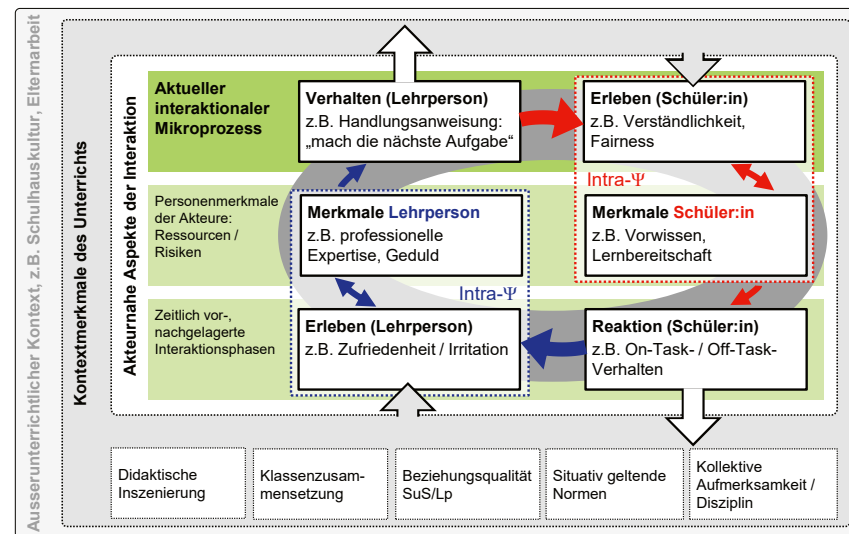 Ausserunterrichtlicher Kontext, z.B. Schulhauskultur, Elternarbeit
Kontextmerkmale des Unterrichts
Akteurnahe Aspekte der Interaktion
Aktueller
interaktionaler
Mikroprozess
Verhalten (Lehrperson)
z.B. Handlungsanweisung:
„mach die nächste Aufgabe“
Erleben (Schüler:in)
z.B. Verständlichkeit,
Fairness
Intra-Ψ
Personenmerkmale
der Akteure:
Ressourcen /
Risiken
Merkmale Lehrperson
z.B. professionelle
Expertise, Geduld
Merkmale Schüler:in
z.B. Vorwissen,
Lernbereitschaft
Intra-Ψ
Zeitlich vor-,
nachgelagerte
Interaktionsphasen
Erleben (Lehrperson)
z.B. Zufriedenheit / Irritation
Reaktion (Schüler:in)
z.B. On-Task- / Off-Task-
Verhalten
Didaktische
Inszenierung
Klassenzusam-
mensetzung
Beziehungsqualität
SuS/Lp
Situativ geltende
Normen
Kollektive
Aufmerksamkeit /
Disziplin